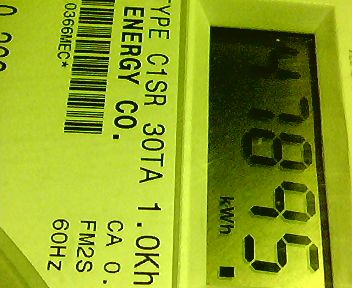 47895
kWh
TYPE C1SR 30TA 1.0Kh
ENERGY CO. CA 0.
FM2S
*0366MEC* 60HZ